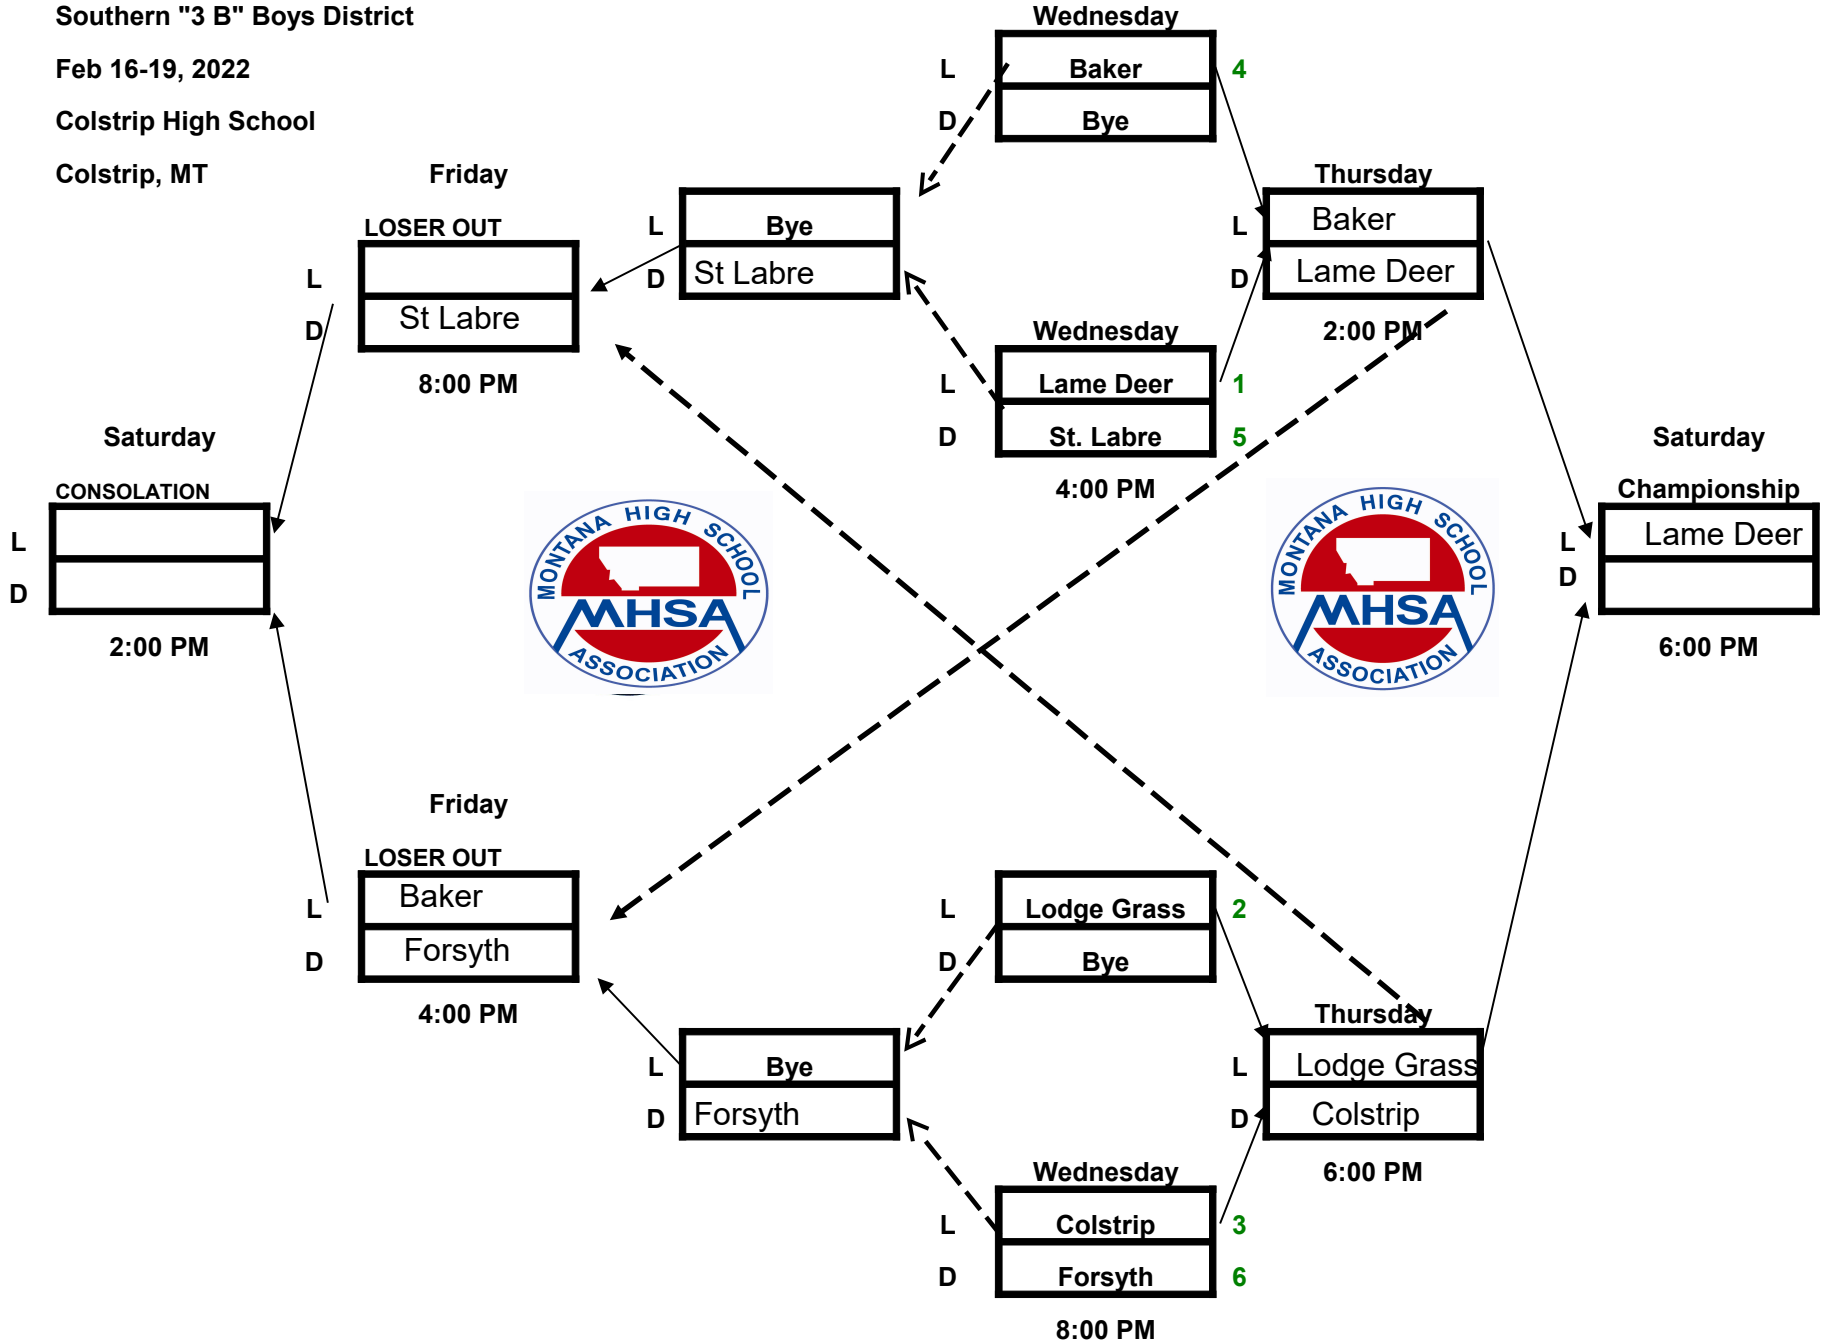 Southern "3 B" Boys District
Feb 16-19, 2022
Colstrip High School
Colstrip, MT
Wednesday
L Baker 4
D Bye
Friday
LOSER OUT
L
D St Labre
8:00 PM
L Bye
D St Labre
Thursday
L Baker
D Lame Deer
2:00 PM
Wednesday
L Lame Deer 1
D St. Labre 5
4:00 PM
Saturday
CONSOLATION
L
D
2:00 PM
MONTANA HIGH SCHOOL
MHSA
ASSOCIATION
MONTANA HIGH SCHOOL
MHSA
ASSOCIATION
Saturday
Championship
L Lame Deer
D
6:00 PM
Friday
LOSER OUT
L Baker
D Forsyth
4:00 PM
L Lodge Grass 2
D Bye
L Bye
D Forsyth
Thursday
L Lodge Grass
D Colstrip
6:00 PM
Wednesday
L Colstrip 3
D Forsyth 6
8:00 PM